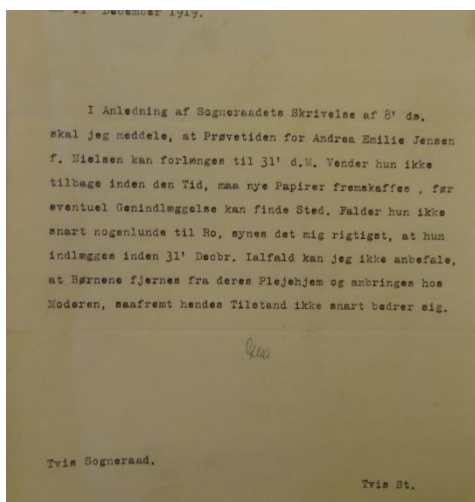 11' December 1919.
I Anledning af Sogneraadets Skrivelse af 8' ds.
skal jeg meddele, at Prøvetiden for Andrea Emilie Jensen
f. Nielsen kan forlænges til 31' d.M. Vender hun ikke
tilbage inden den Tid, maa nye Papirer fremskaffes , før
eventuel Genindlæggelse kan finde Sted. Falder hun ikke
snart nogenlunde til Ro, synes det mig rigtigst, at hun
indlægges inden 31' Decbr. Ialfald kan jeg ikke anbefale,
at Børnene fjernes fra deres Plejehjem og anbringes hos
Moderen, saafremt hendes Tilstand ikke snart bedrer sig.
Tvis Sogneraad.
Tvis St.